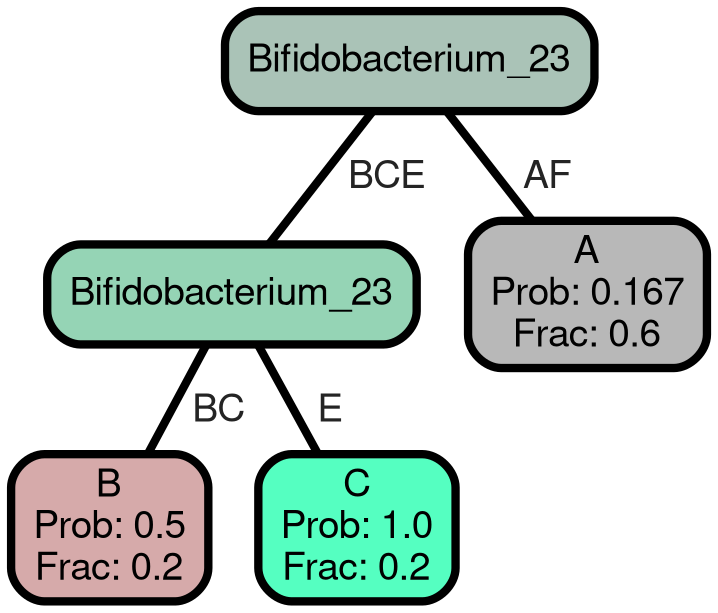 Bifidobacterium_23
BCE
AF
Bifidobacterium_23
A
Prob: 0.167
Frac: 0.6
BC
E
B
Prob: 0.5
Frac: 0.2
C
Prob: 1.0
Frac: 0.2